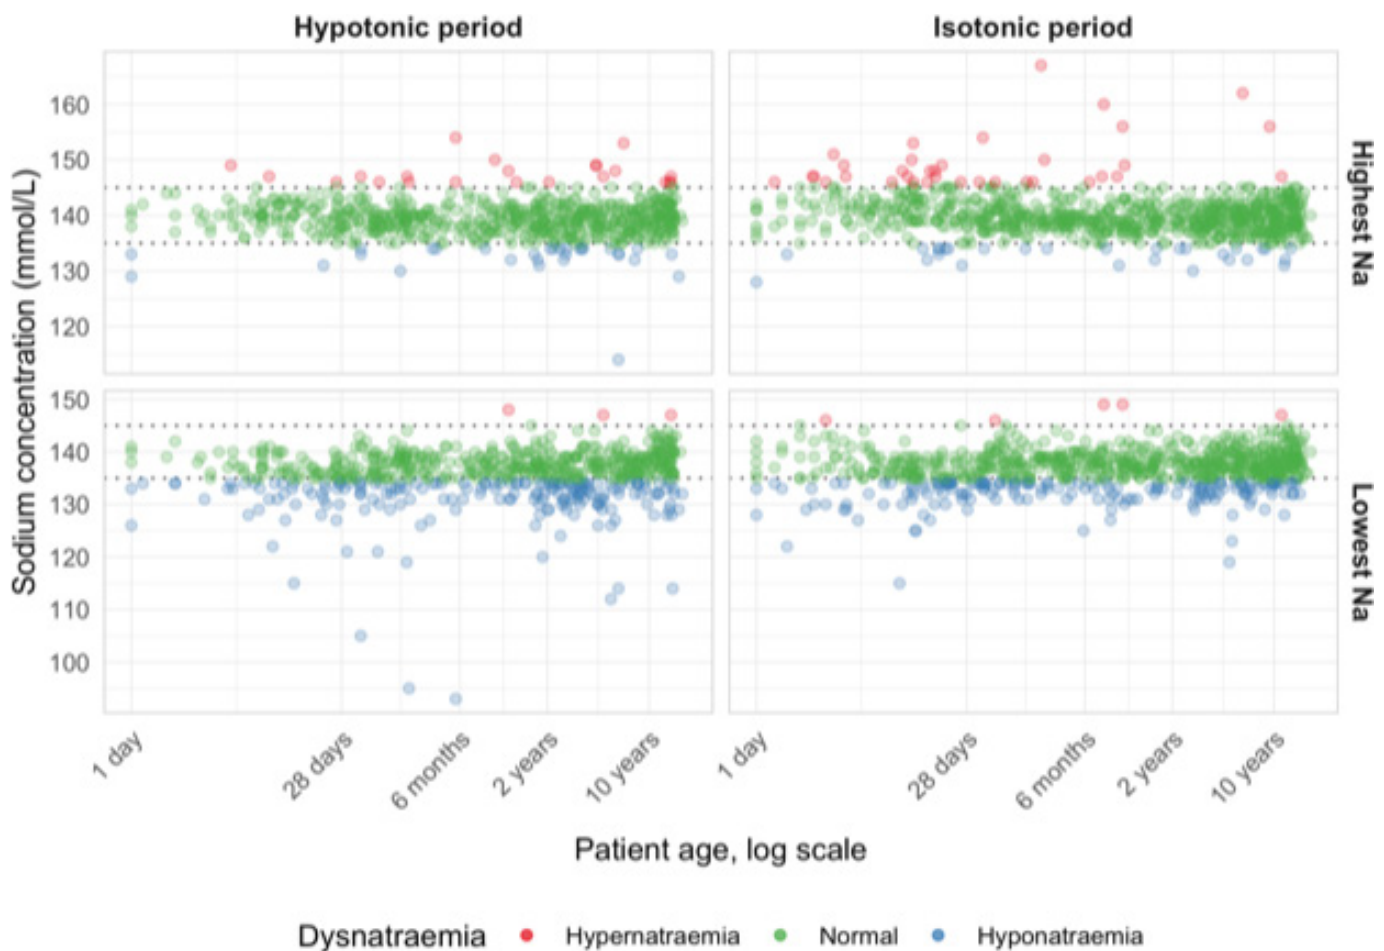 Hypotonic period Isotonic period
160
150
140
130
120
Highest Na
150
140
130
120
110
100
Lowest Na
Sodium concentration (mmol/L)
1 day 28 days 6 months 2 years 10 years 1 day 28 days 6 months 2 years 10 years
Patient age, log scale
Dysnatraemia Hypernatraemia Normal Hyponatraemia